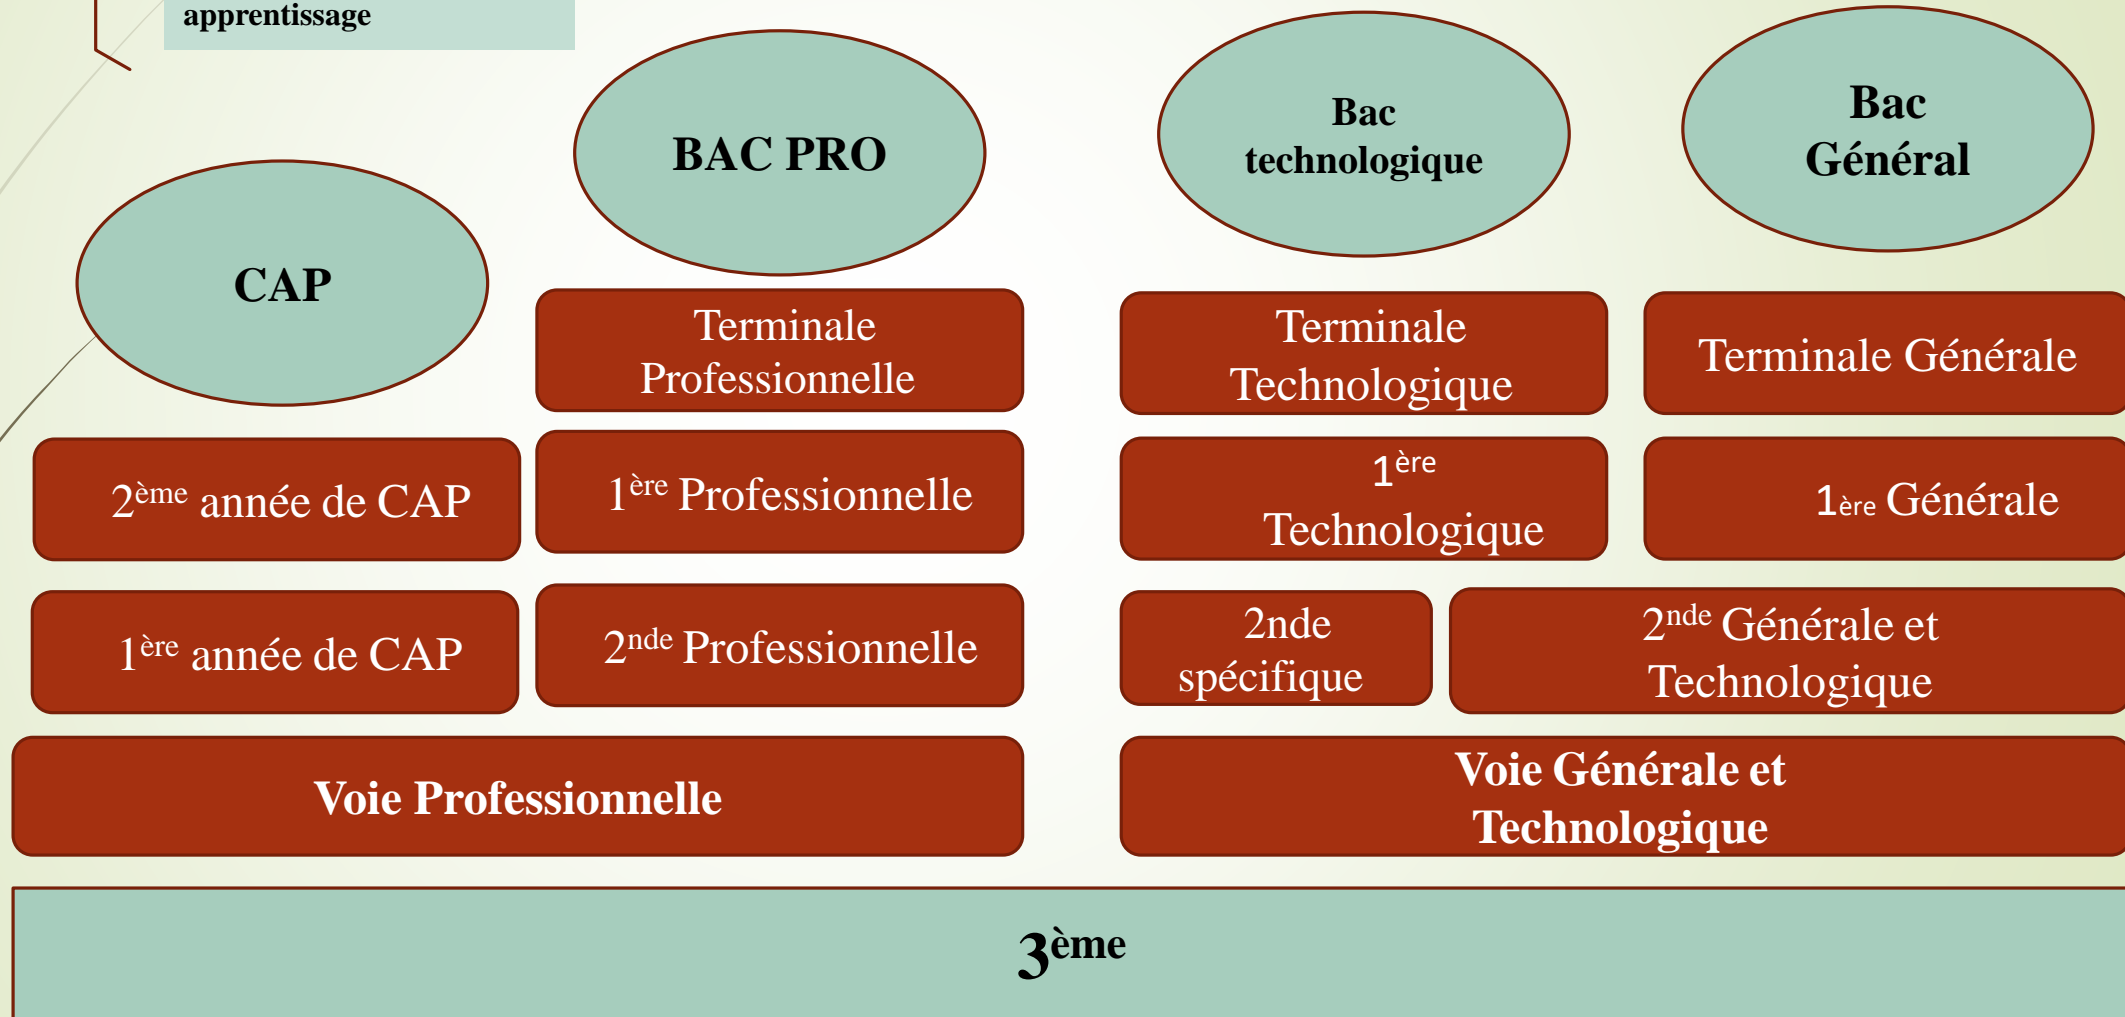 apprentissage
CAP
BAC PRO
Bac
technologique
Bac
Général
Terminale
Professionnelle
Terminale
Technologique
Terminale Générale
2ème année de CAP
1ère Professionnelle
1ère
Technologique
1ère Générale
1ère année de CAP
2nde Professionnelle
2nde
spécifique
2nde Générale et
Technologique
Voie Professionnelle
Voie Générale et
Technologique
3ème